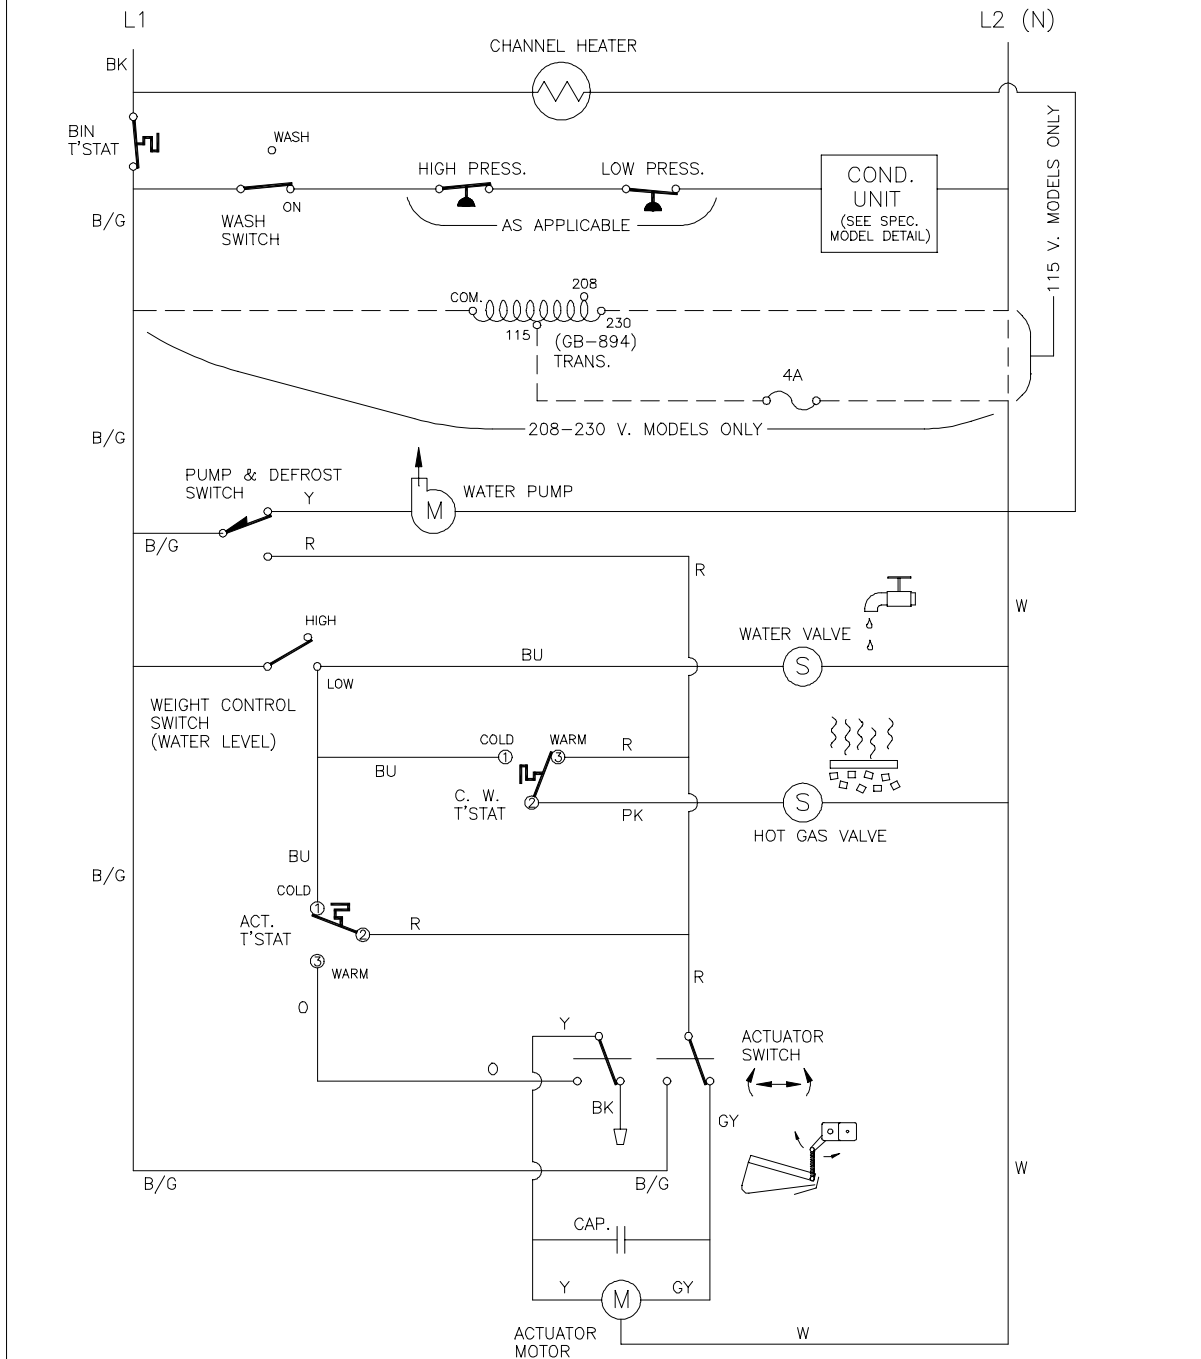 L1
L2 (N)
CHANNEL HEATER
BK
BIN
T'STAT
WASH
ON
WASH
SWITCH
HIGH PRESS.
LOW PRESS.
AS APPLICABLE
COND.
UNIT
(SEE SPEC.
MODEL DETAIL)
115 V. MODELS ONLY
B/G
COM.
208
230
115
(GB-894)
TRANS.
4A
208-230 V. MODELS ONLY
B/G
PUMP & DEFROST
SWITCH
Y
M
WATER PUMP
B/G
R
R
W
HIGH
LOW
BU
WATER VALVE
S
WEIGHT CONTROL
SWITCH
(WATER LEVEL)
COLD
1
WARM
3
R
BU
C. W.
T'STAT
2
PK
S
HOT GAS VALVE
BU
B/G
COLD
1
ACT.
T'STAT
2
R
3
WARM
R
O
Y
O
BK
ACTUATOR
SWITCH
GY
B/G
B/G
W
CAP.
Y
M
GY
ACTUATOR
MOTOR
W